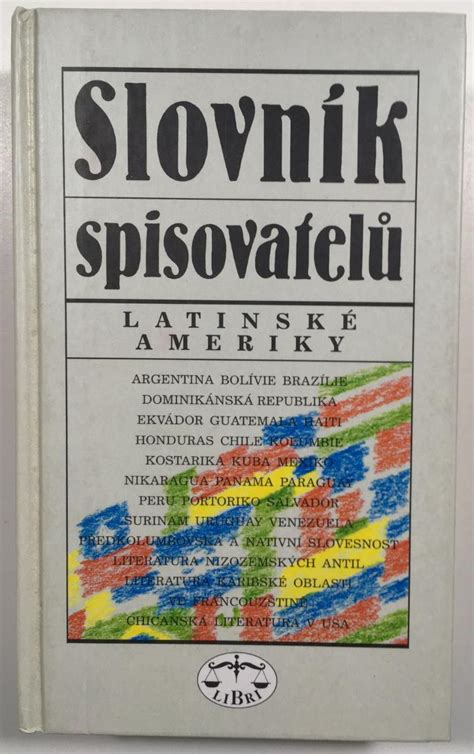 Slovník
spisovatelů
LATINSKÉ
AMERIKY
ARGENTINA BOLÍVIE BRAZÍLIE
DOMINIKÁNSKÁ REPUBLIKA
EKVÁDOR GUATEMALA HAITI
HONDURAS CHILE KOLUMBIE
KOSTARIKA KUBA MEXIKO
NIKARAGUA PANAMA PARAGUAY
PERU PORTORIKO SALVADOR
SURINAM URUGUAY VENEZUELA
PŘEDKOLUMBOVSKÁ A NATIVNÍ SLOVESNOST
LITERATURA NIZOZEMSKÝCH ANTIL
LITERATURA KARIBSKÉ OBLASTI
VE FRANCOUZŠTINĚ
CHICANSKÁ LITERATURA V USA
LIBRI